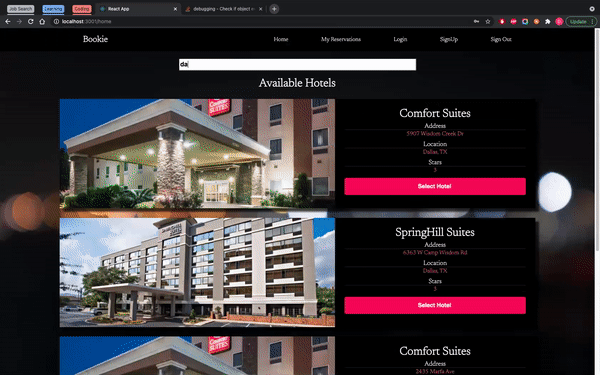 Job Search Learning Coding React App debugging - Check if object va
localhost:3001/home Update
Bookie Home My Reservations Login SignUp Sign Out
da
Available Hotels
Comfort Suites
Address
5907 Wisdom Creek Dr
Location
Dallas, TX
Stars
3
Select Hotel
SpringHill Suites
Address
6363 W Camp Wisdom Rd
Location
Dallas, TX
Stars
3
Select Hotel
Comfort Suites
Address
2435 Marfa Ave